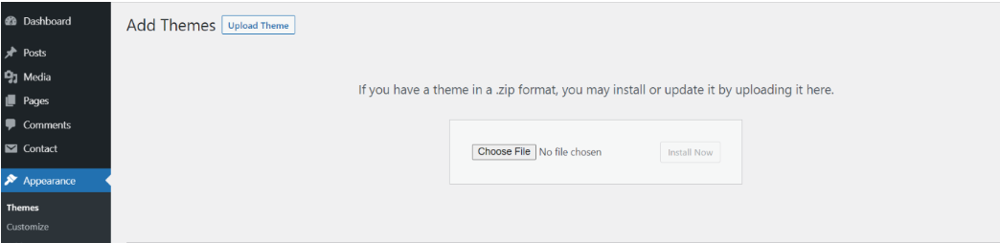 Dashboard
Posts
Media
Pages
Comments
Contact
Appearance
Themes
Customize
Add Themes Upload Theme
If you have a theme in a .zip format, you may install or update it by uploading it here.
Choose File No file chosen Install Now